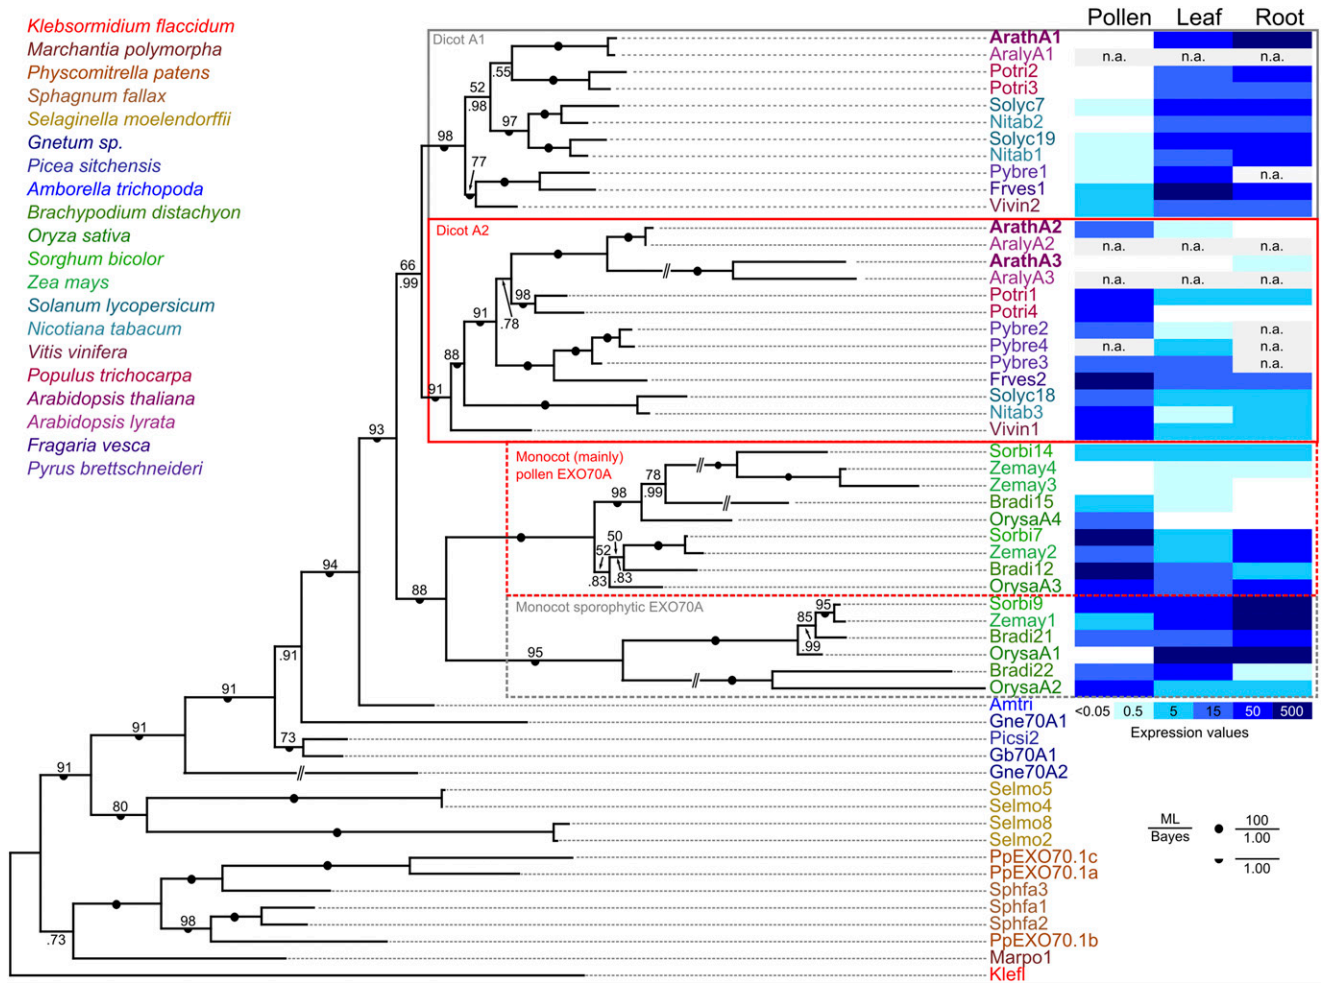 Pollen Leaf Root
Klebsormidium flaccidum
Marchantia polymorpha
Physcomitrella patens
Sphagnum fallax
Selaginella moelendorffii
Gnetum sp.
Picea sitchensis
Amborella trichopoda
Brachypodium distachyon
Oryza sativa
Sorghum bicolor
Zea mays
Solanum lycopersicum
Nicotiana tabacum
Vitis vinifera
Populus trichocarpa
Arabidopsis thaliana
Arabidopsis lyrata
Fragaria vesca
Pyrus brettschneideri
Dicot A1
ArathA1
AralyA1 n.a. n.a. n.a.
.55
Potri2
Potri3
52
.98
Solyc7
97
Nitab2
98
Solyc19
Nitab1
77
Pybre1 n.a.
Frves1
Vivin2
Dicot A2
ArathA2
AralyA2 n.a. n.a. n.a.
ArathA3
66
.99
AralyA3 n.a. n.a. n.a.
98
Potri1
Potri4
91
.78
Pybre2 n.a.
Pybre4 n.a. n.a.
88
Pybre3 n.a.
Frves2
91
Solyc18
Nitab3
93
Vivin1
Monocot (mainly)
pollen EXO70A
Sorbi14
78
.99
Zemay4
Zemay3
98
Bradi15
OrysaA4
50
Sorbi7
52
Zemay2
94
.83 .83
Bradi12
88
OrysaA3
Monocot sporophytic EXO70A
95
Sorbi9
85
Zemay1
Bradi21
.99
95
OrysaA1
.91
Bradi22
91
OrysaA2
Amtri
<0.05 0.5 5 15 50 500
Expression values
91
Gne70A1
73
Picsi2
Gb70A1
91
Gne70A2
Selmo5
80
Selmo4
Selmo8
Selmo2
ML
Bayes
100
1.00
1.00
PpEXO70.1c
PpEXO70.1a
Sphfa3
Sphfa1
98
Sphfa2
.73
PpEXO70.1b
Marpo1
Klefl